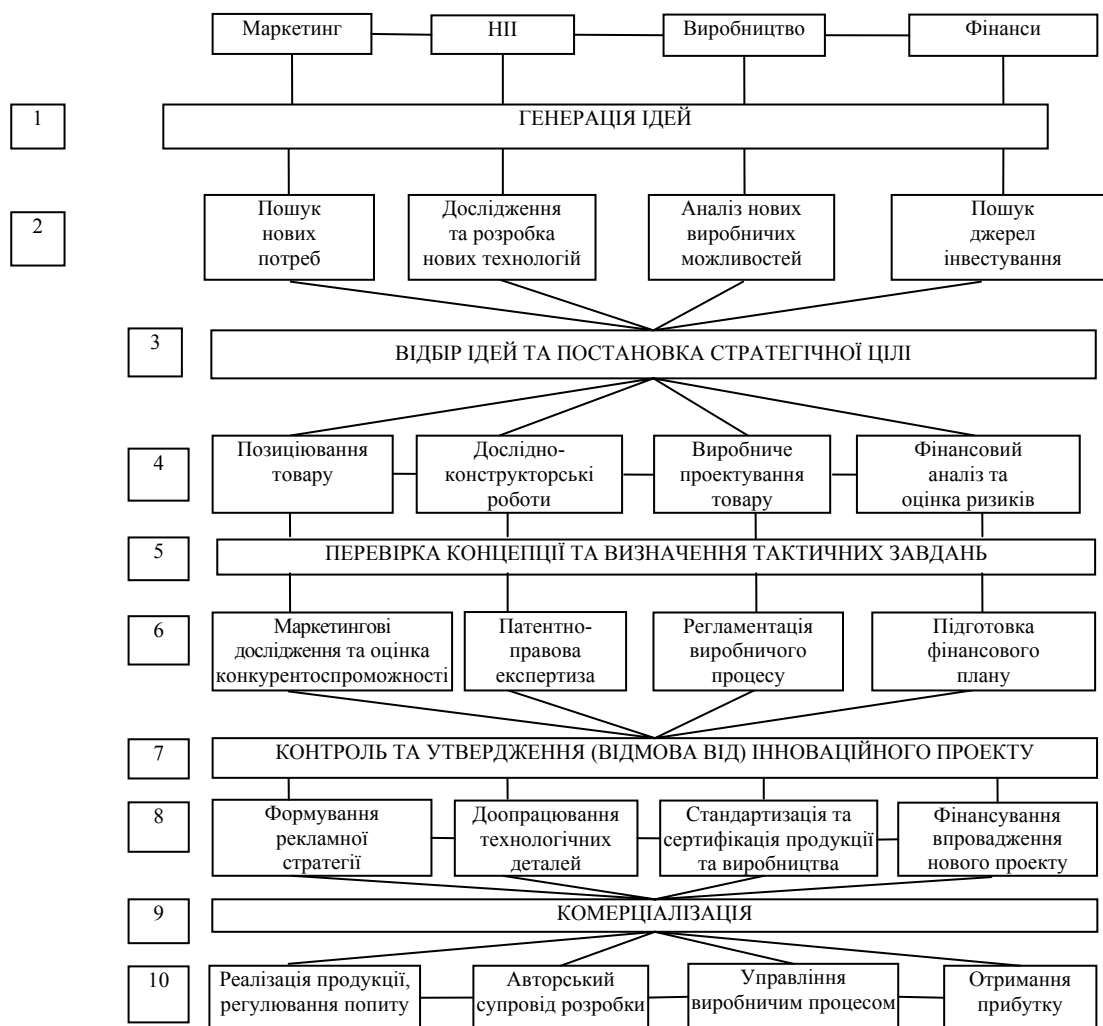 Маркетинг
НІІ
Виробництво
Фінанси
1
ГЕНЕРАЦІЯ ІДЕЙ
2
Пошук
нових
потреб
Дослідження
та розробка
нових технологій
Аналіз нових
виробничих
можливостей
Пошук
джерел
інвестування
3
ВІДБІР ІДЕЙ ТА ПОСТАНОВКА СТРАТЕГІЧНОЇ ЦІЛІ
4
Позиціювання
товару
Дослідно-
конструкторські
роботи
Виробниче
проектування
товару
Фінансовий
аналіз та
оцінка ризиків
5
ПЕРЕВІРКА КОНЦЕПЦІЇ ТА ВИЗНАЧЕННЯ ТАКТИЧНИХ ЗАВДАНЬ
6
Маркетингові
дослідження та оцінка
конкурентоспроможності
Патентно-
правова
експертиза
Регламентація
виробничого
процесу
Підготовка
фінансового
плану
7
КОНТРОЛЬ ТА УТВЕРДЖЕННЯ (ВІДМОВА ВІД) ІННОВАЦІЙНОГО ПРОЕКТУ
8
Формування
рекламної
стратегії
Доопрацювання
технологічних
деталей
Стандартизація та
сертифікація продукції
та виробництва
Фінансування
впровадження
нового проекту
9
КОМЕРЦІАЛІЗАЦІЯ
10
Реалізація продукції,
регулювання попиту
Авторський
супровід розробки
Управління
виробничим процесом
Отримання
прибутку